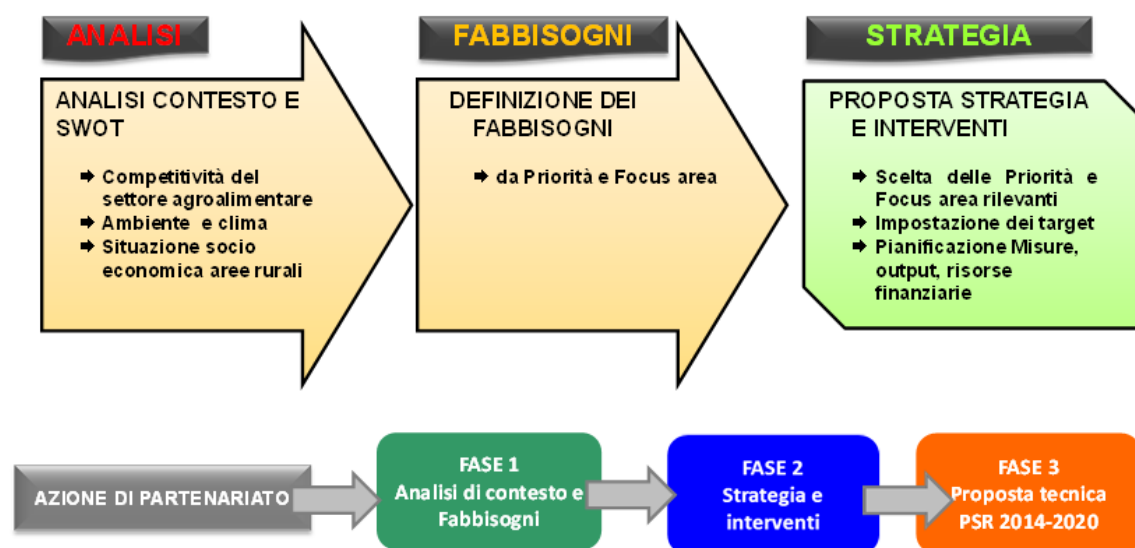 ANALISI
FABBISOGNI
STRATEGIA
ANALISI CONTESTO E
SWOT
Competitività del
settore agroalimentare
Ambiente e clima
Situazione socio
economica aree rurali
DEFINIZIONE DEI
FABBISOGNI
da Priorità e Focus area
PROPOSTA STRATEGIA
E INTERVENTI
Scelta delle Priorità e
Focus area rilevanti
Impostazione dei target
Pianificazione Misure,
output, risorse
finanziarie
AZIONE DI PARTENARIATO
FASE 1
Analisi di contesto e
Fabbisogni
FASE 2
Strategia e
interventi
FASE 3
Proposta tecnica
PSR 2014-2020